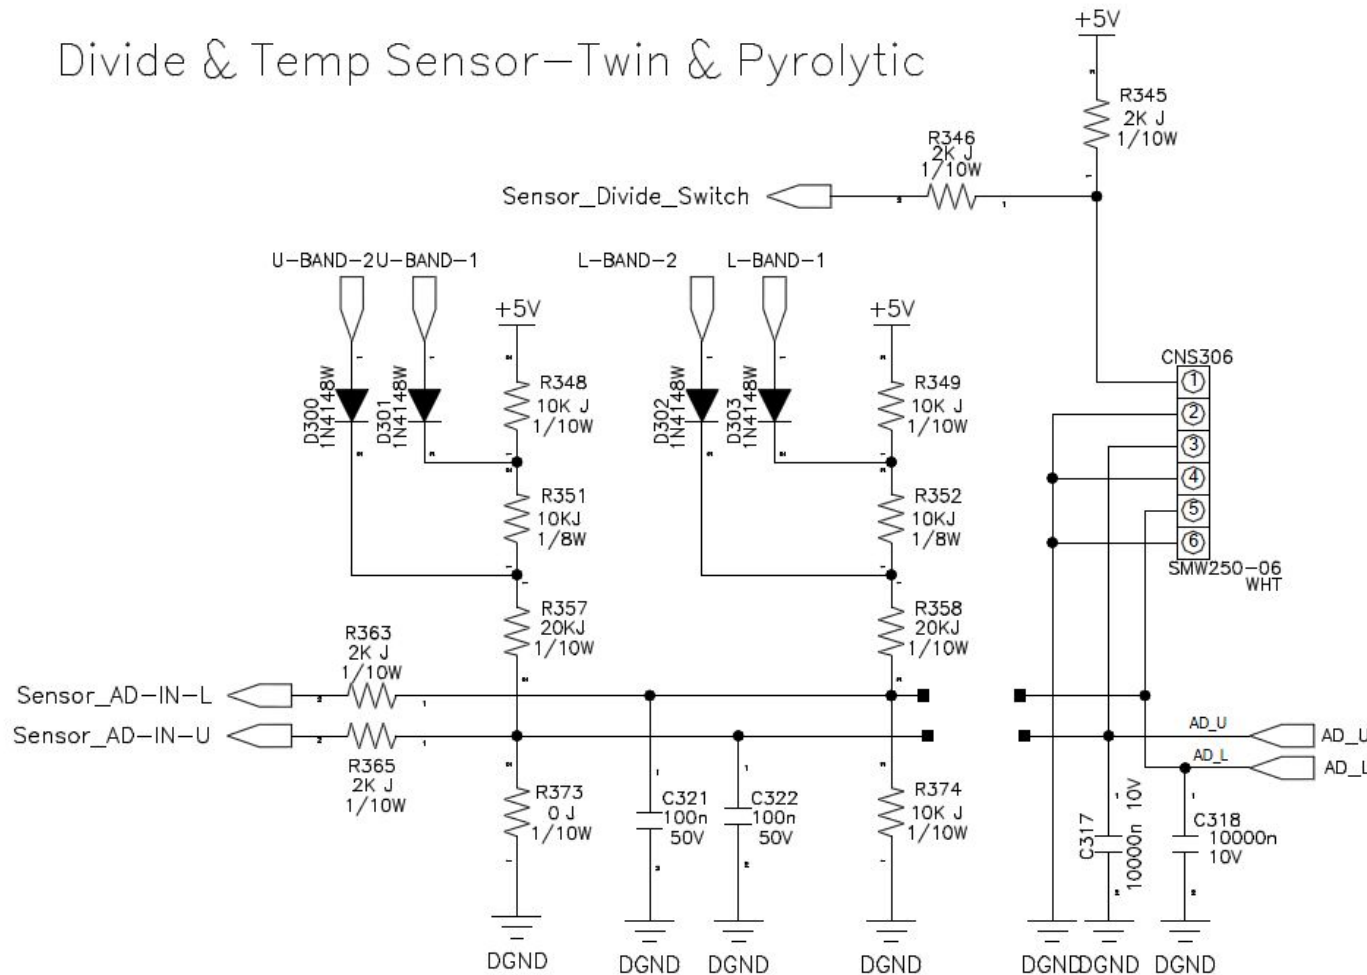 +5V
Divide & Temp Sensor-Twin & Pyrolytic
R345
2K J
1/10W
R346
2K J
1/10W
Sensor_Divide_Switch
U-BAND-2 U-BAND-1 L-BAND-2 L-BAND-1
+5V +5V
CNS306
D300
1N4148W
D301
1N4148W
R348
10K J
1/10W
D302
1N4148W
D303
1N4148W
R349
10K J
1/10W
1
2
3
4
5
6
SMW250-06
WHT
R351
10KJ
1/8W
R352
10KJ
1/8W
R357
20KJ
1/10W
R358
20KJ
1/10W
R363
2K J
1/10W
Sensor_AD-IN-L
Sensor_AD-IN-U
R365
2K J
1/10W
AD_U AD_U
AD_L AD_L
R373
0 J
1/10W
C321
100n
50V
C322
100n
50V
R374
10K J
1/10W
C317
10000n 10V
C318
10000n
10V
DGND DGND DGND DGND DGND DGND DGND